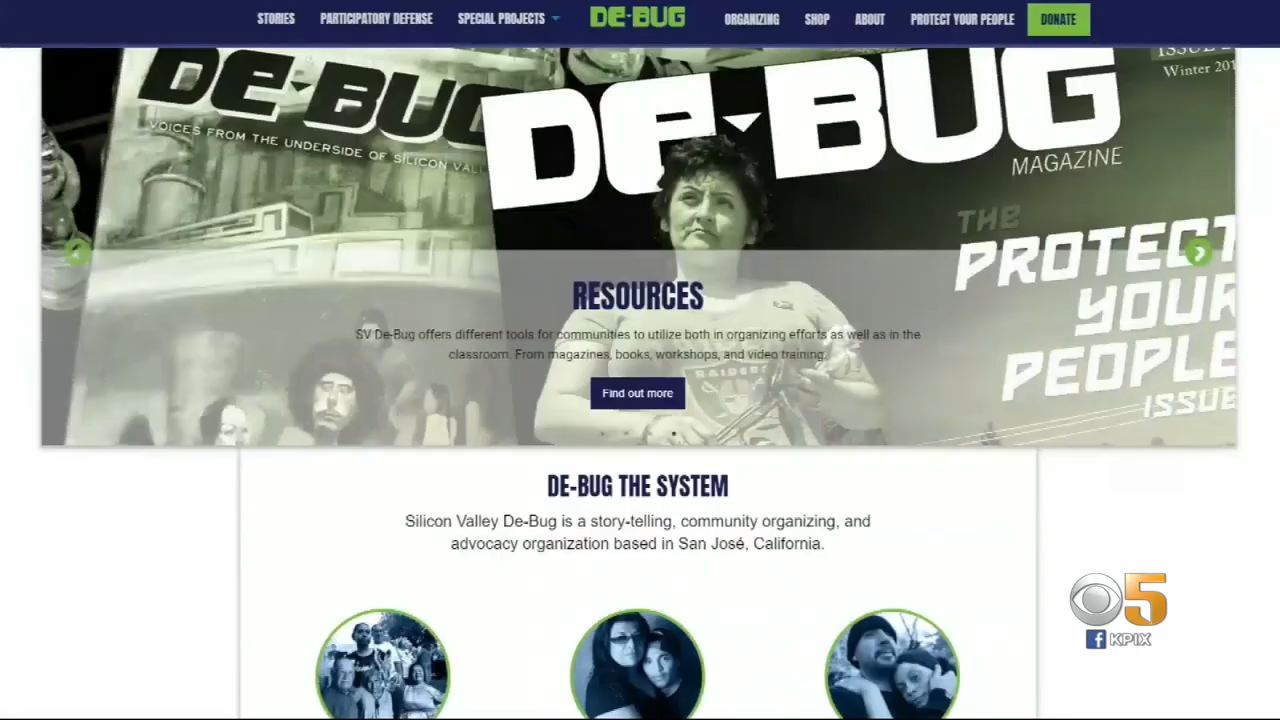 STORIES PARTICIPATORY DEFENSE SPECIAL PROJECTS DE-BUG ORGANIZING SHOP ABOUT PROTECT YOUR PEOPLE DONATE
DE-BUG
VOICES FROM THE UNDERSIDE OF SILICON VALL
DE-BUG
MAGAZINE
ISSUE
Winter 201
THE
PROTECT
YOUR
PEOPLE
ISSUE
RAIDERS
RESOURCES
SV De-Bug offers different tools for communities to utilize both in organizing efforts as well as in the
classroom. From magazines, books, workshops, and video training.
Find out more
DE-BUG THE SYSTEM
Silicon Valley De-Bug is a story-telling, community organizing, and
advocacy organization based in San José, California.
5
f KPIX